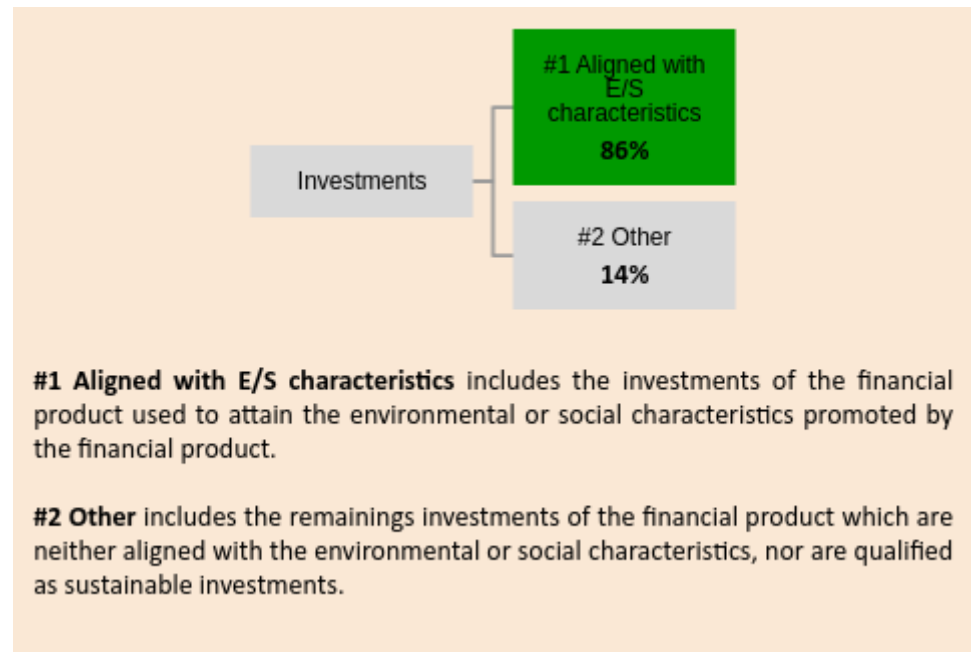 #1 Aligned with
E/S
characteristics
86%
Investments
#2 Other
14%
#1 Aligned with E/S characteristics includes the investments of the financial
product used to attain the environmental or social characteristics promoted by
the financial product.
#2 Other includes the remainings investments of the financial product which are
neither aligned with the environmental or social characteristics, nor are qualified
as sustainable investments.